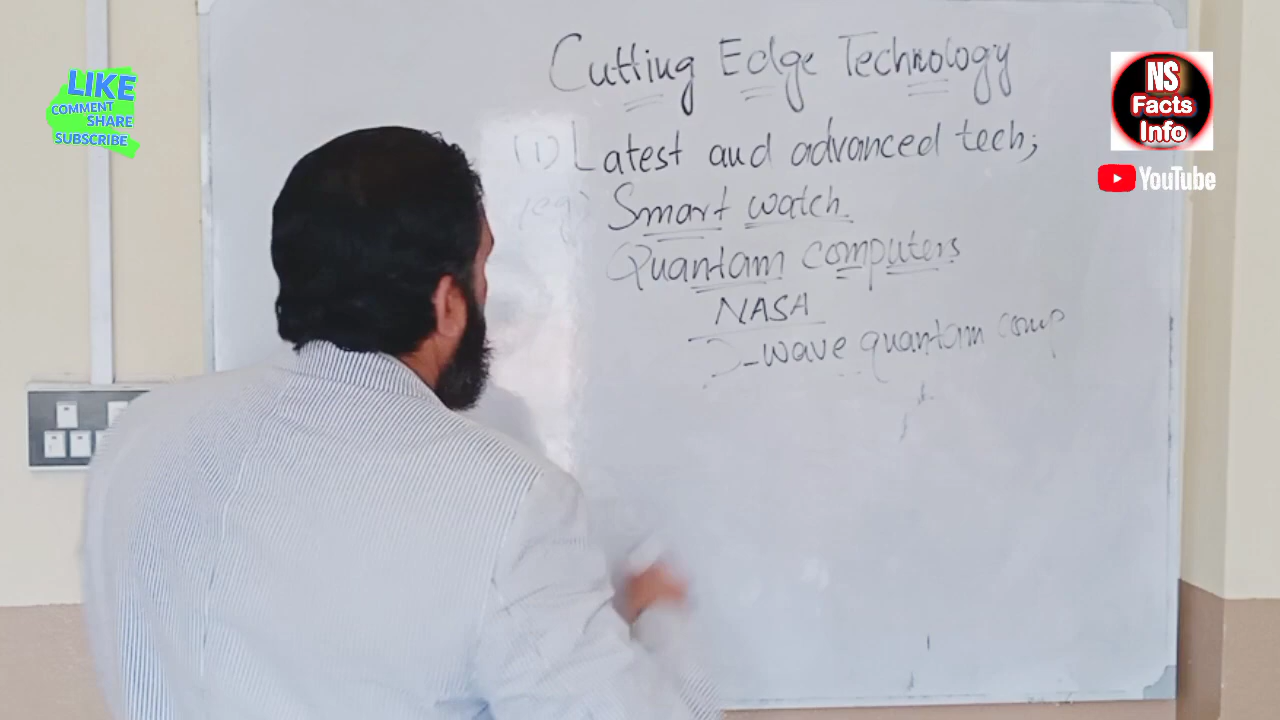 LIKE
COMMENT
SHARE
SUBSCRIBE
Cutting Edge Technology
(1) Latest and advanced tech;
(eg) Smart watch
Quantam computers
NASA
D-wave quantam comp
NS
Facts
Info
YouTube